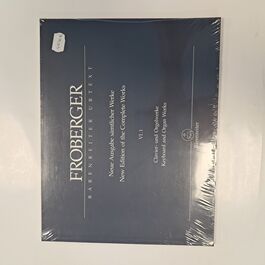 FROBERGER
BÄRENREITER URTEXT
Neue Ausgabe sämtlicher Werke
New Edition of the Complete Works
VI.1
Clavier- und Orgelwerke
Keyboard and Organ Works